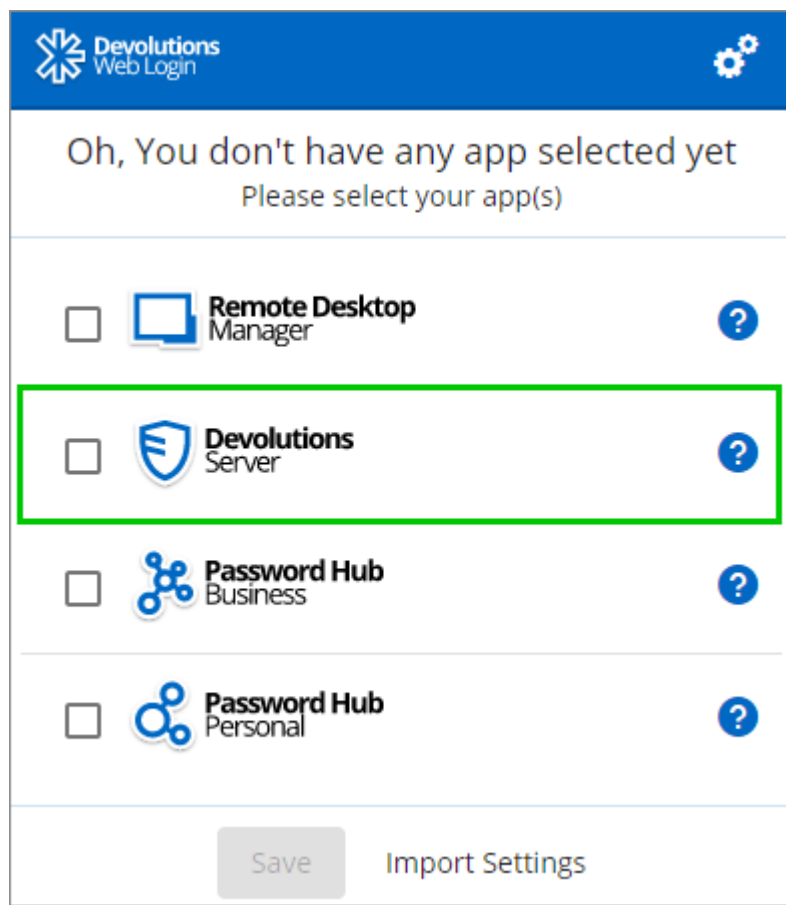 Devolutions
Web Login
Oh, You don't have any app selected yet
Please select your app(s)
Remote Desktop
Manager
?
Devolutions
Server
?
Password Hub
Business
?
Password Hub
Personal
?
Save Import Settings